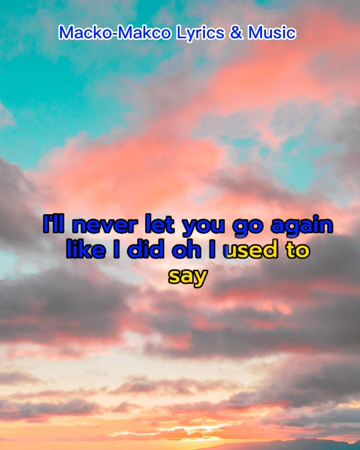 Macko-Makco Lyrics & Music
I'll never let you go again
like I did oh I used to
say